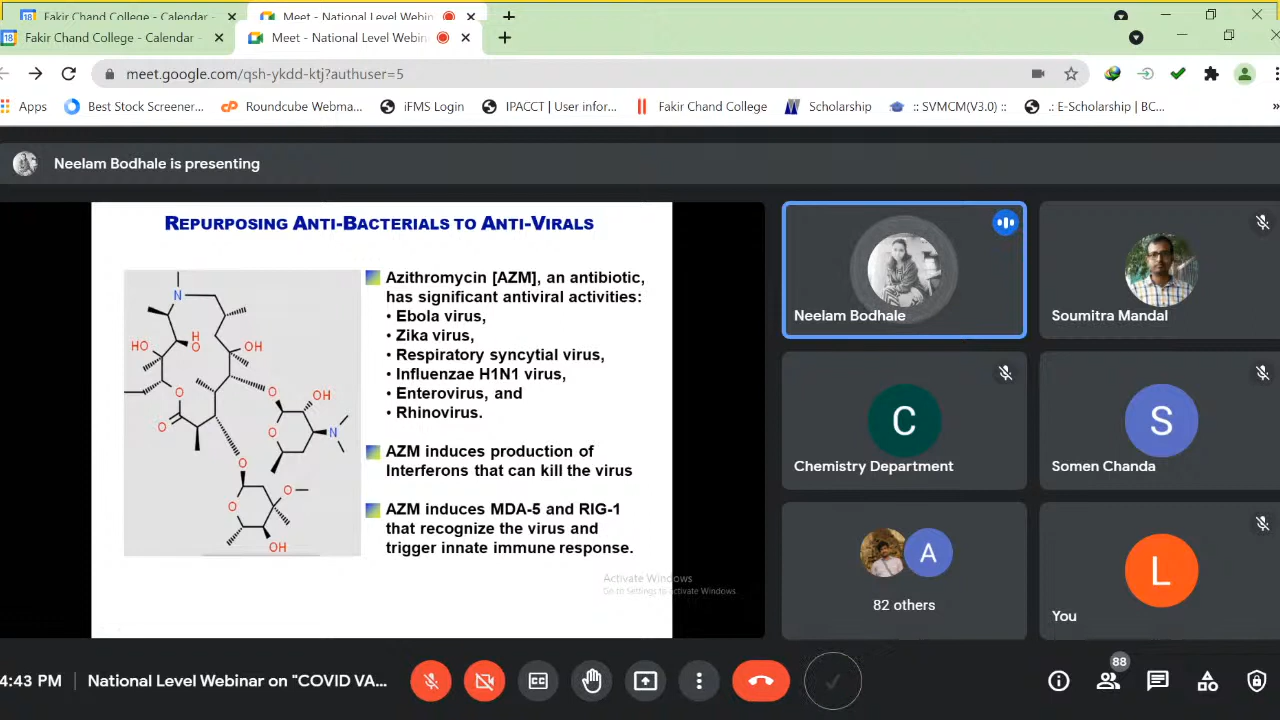 Fakir Chand College - Calendar
Meet - National Level Webin
Fakir Chand College - Calendar -
Meet - National Level Webin
meet.google.com/qsh-ykdd-ktj?authuser=5
Apps
Best Stock Screener...
Roundcube Webma...
iFMS Login
IPACCT | User infor...
Fakir Chand College
Scholarship
:: SVMCM(V3.0) ::
.: E-Scholarship | BC...
»
Neelam Bodhale is presenting
REPURPOSING ANTI-BACTERIALS TO ANTI-VIRALS
Azithromycin [AZM], an antibiotic,
has significant antiviral activities:
• Ebola virus,
• Zika virus,
• Respiratory syncytial virus,
• Influenzae H1N1 virus,
• Enterovirus, and
• Rhinovirus.
AZM induces production of
Interferons that can kill the virus
AZM induces MDA-5 and RIG-1
that recognize the virus and
trigger innate immune response.
N
HO
H
O
OH
O
O
O
OH
O
N
O
O
O
OH
Activate Windows
Go to Settings to activate Windows.
Neelam Bodhale
Soumitra Mandal
C
Chemistry Department
S
Somen Chanda
A
82 others
L
You
4:43 PM
National Level Webinar on "COVID VA...
88